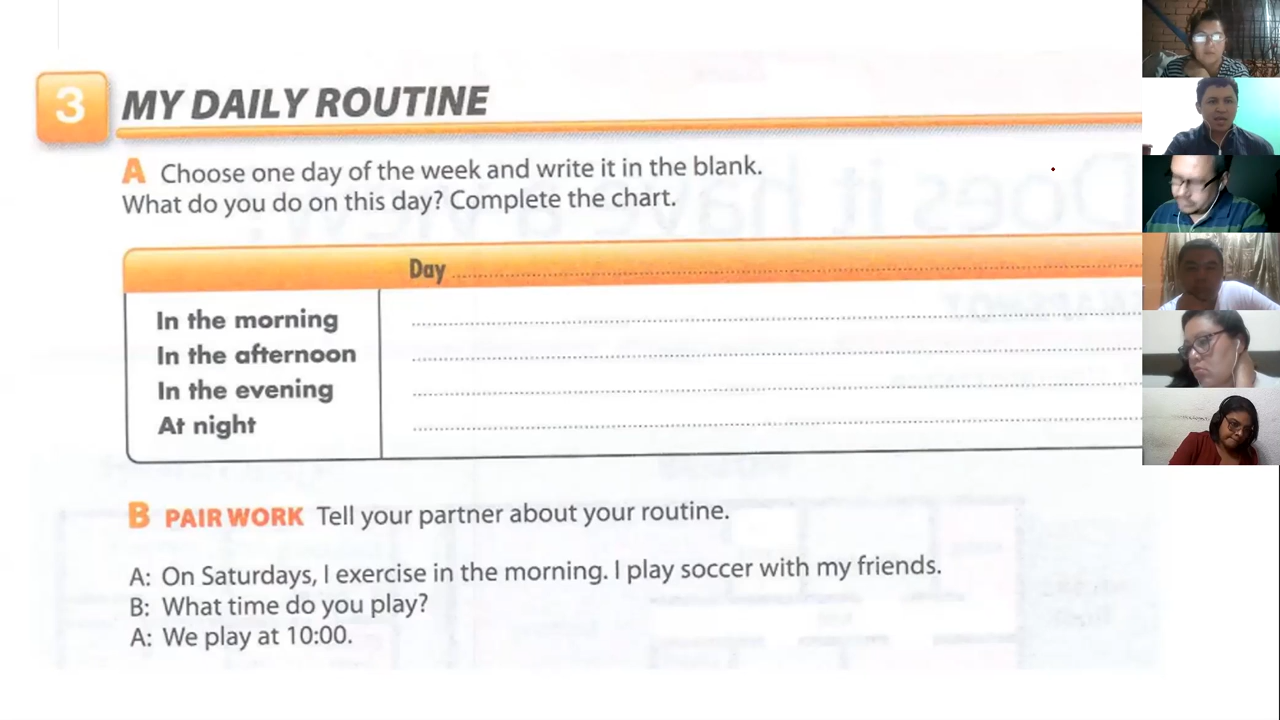 3 MY DAILY ROUTINE
A Choose one day of the week and write it in the blank.
What do you do on this day? Complete the chart.
Day
In the morning
In the afternoon
In the evening
At night
B PAIR WORK Tell your partner about your routine.
A: On Saturdays, I exercise in the morning. I play soccer with my friends.
B: What time do you play?
A: We play at 10:00.